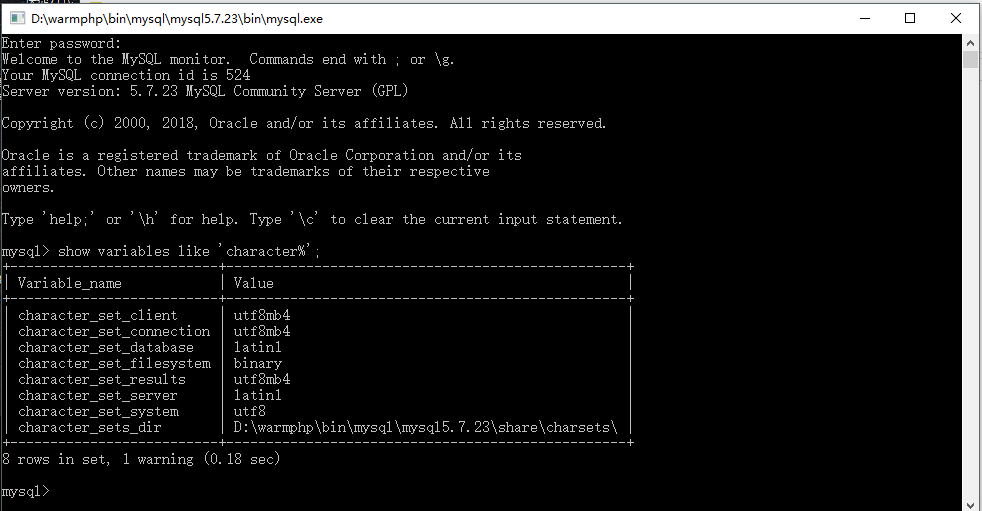 D:\warmphp\bin\mysql\mysql5.7.23\bin\mysql.exe
Enter password:
Welcome to the MySQL monitor.  Commands end with ; or \g.
Your MySQL connection id is 524
Server version: 5.7.23 MySQL Community Server (GPL)
Copyright (c) 2000, 2018, Oracle and/or its affiliates. All rights reserved.
Oracle is a registered trademark of Oracle Corporation and/or its
affiliates. Other names may be trademarks of their respective
owners.
Type 'help;' or '\h' for help. Type '\c' to clear the current input statement.
mysql> show variables like 'character%';
+--------------------------+--------------------------------------------------+
| Variable_name            | Value                                            |
+--------------------------+--------------------------------------------------+
| character_set_client     | utf8mb4                                          |
| character_set_connection | utf8mb4                                          |
| character_set_database   | latin1                                           |
| character_set_filesystem | binary                                           |
| character_set_results    | utf8mb4                                          |
| character_set_server     | latin1                                           |
| character_set_system     | utf8                                             |
| character_sets_dir       | D:\warmphp\bin\mysql\mysql5.7.23\share\charsets\ |
+--------------------------+--------------------------------------------------+
8 rows in set, 1 warning (0.18 sec)
mysql>